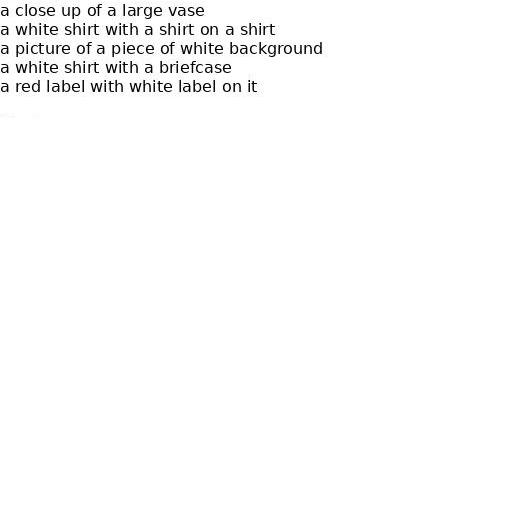 a close up of a large vase
a white shirt with a shirt on a shirt
a picture of a piece of white background
a white shirt with a briefcase
a red label with white label on it